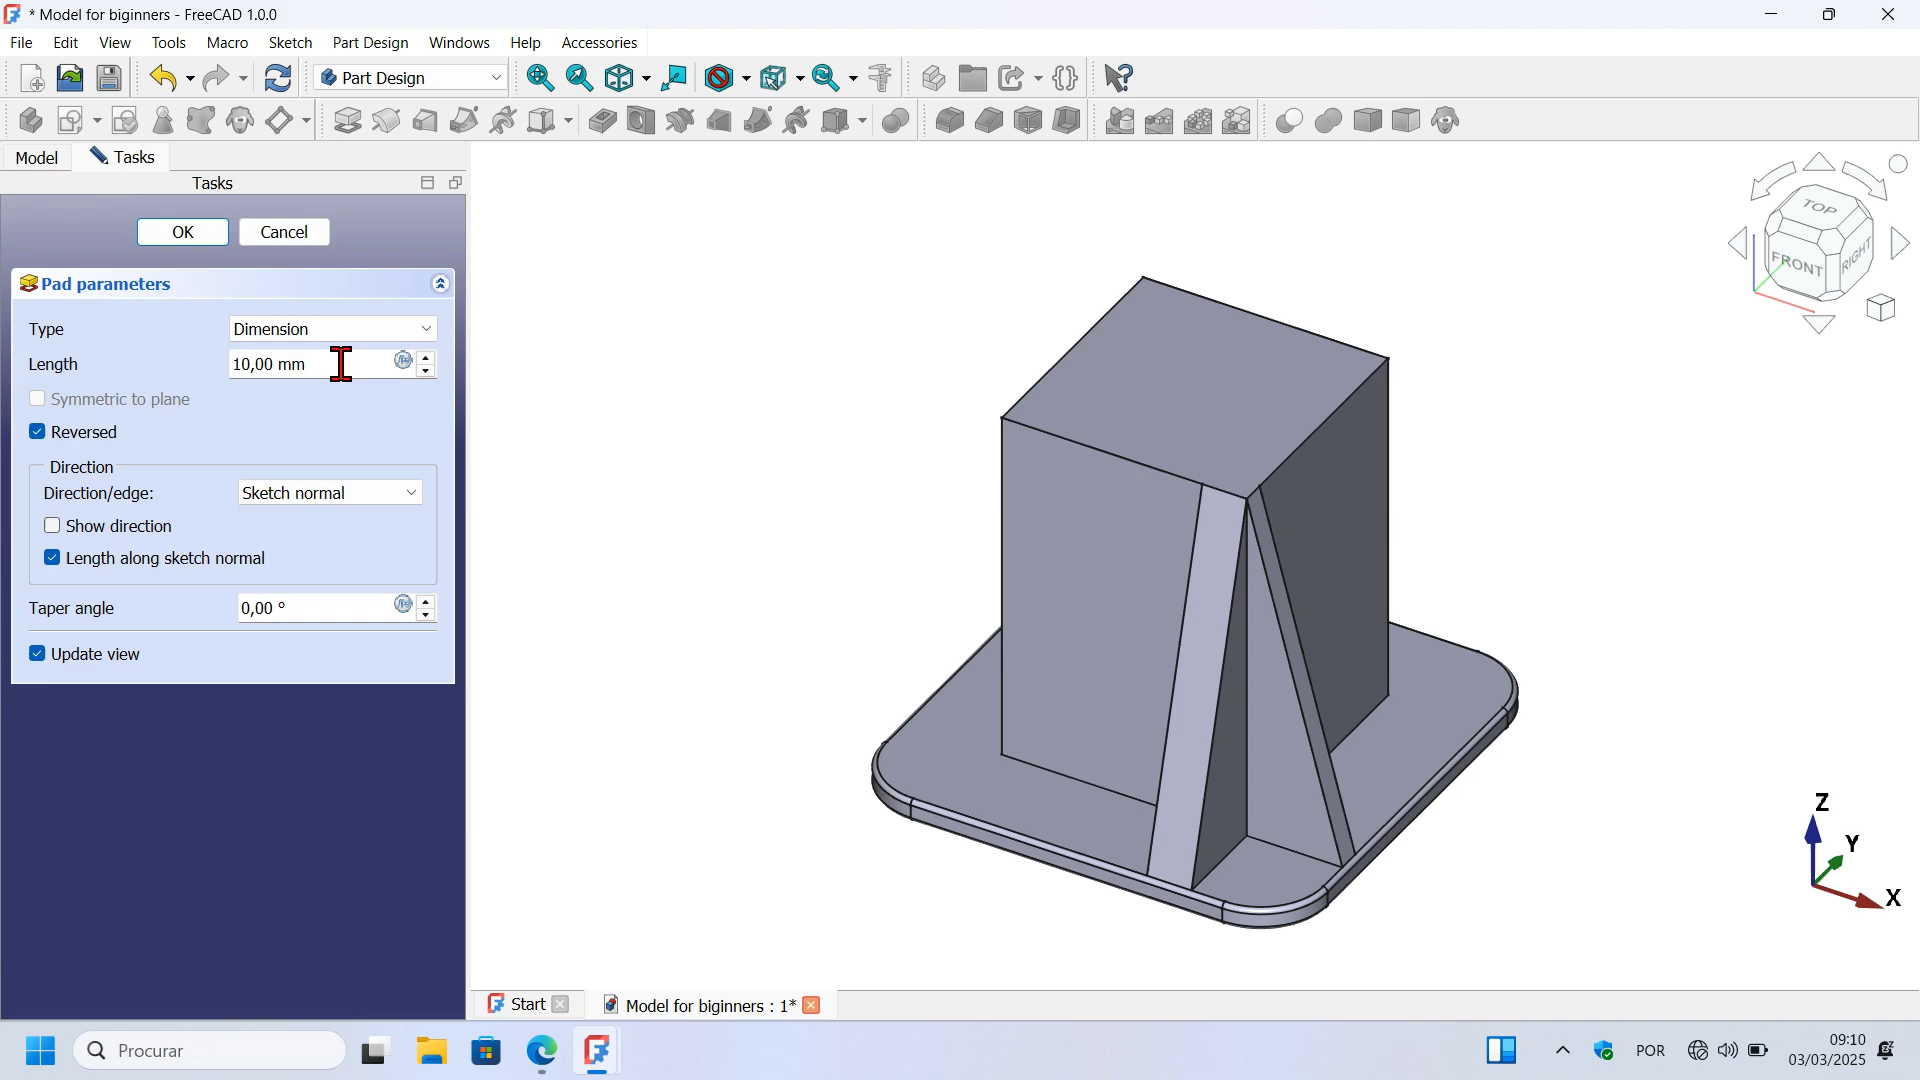 * Model for biginners - FreeCAD 1.0.0
File Edit View Tools Macro Sketch Part Design Windows Help Accessories
Part Design
Model Tasks
Tasks
OK Cancel
Pad parameters
Type Dimension
Length 10,00 mm
Symmetric to plane
Reversed
Direction
Direction/edge: Sketch normal
Show direction
Length along sketch normal
Taper angle 0,00 °
Update view
TOP
FRONT
RIGHT
Z
Y
X
Start
Model for biginners : 1*
Procurar
POR
09:10
03/03/2025